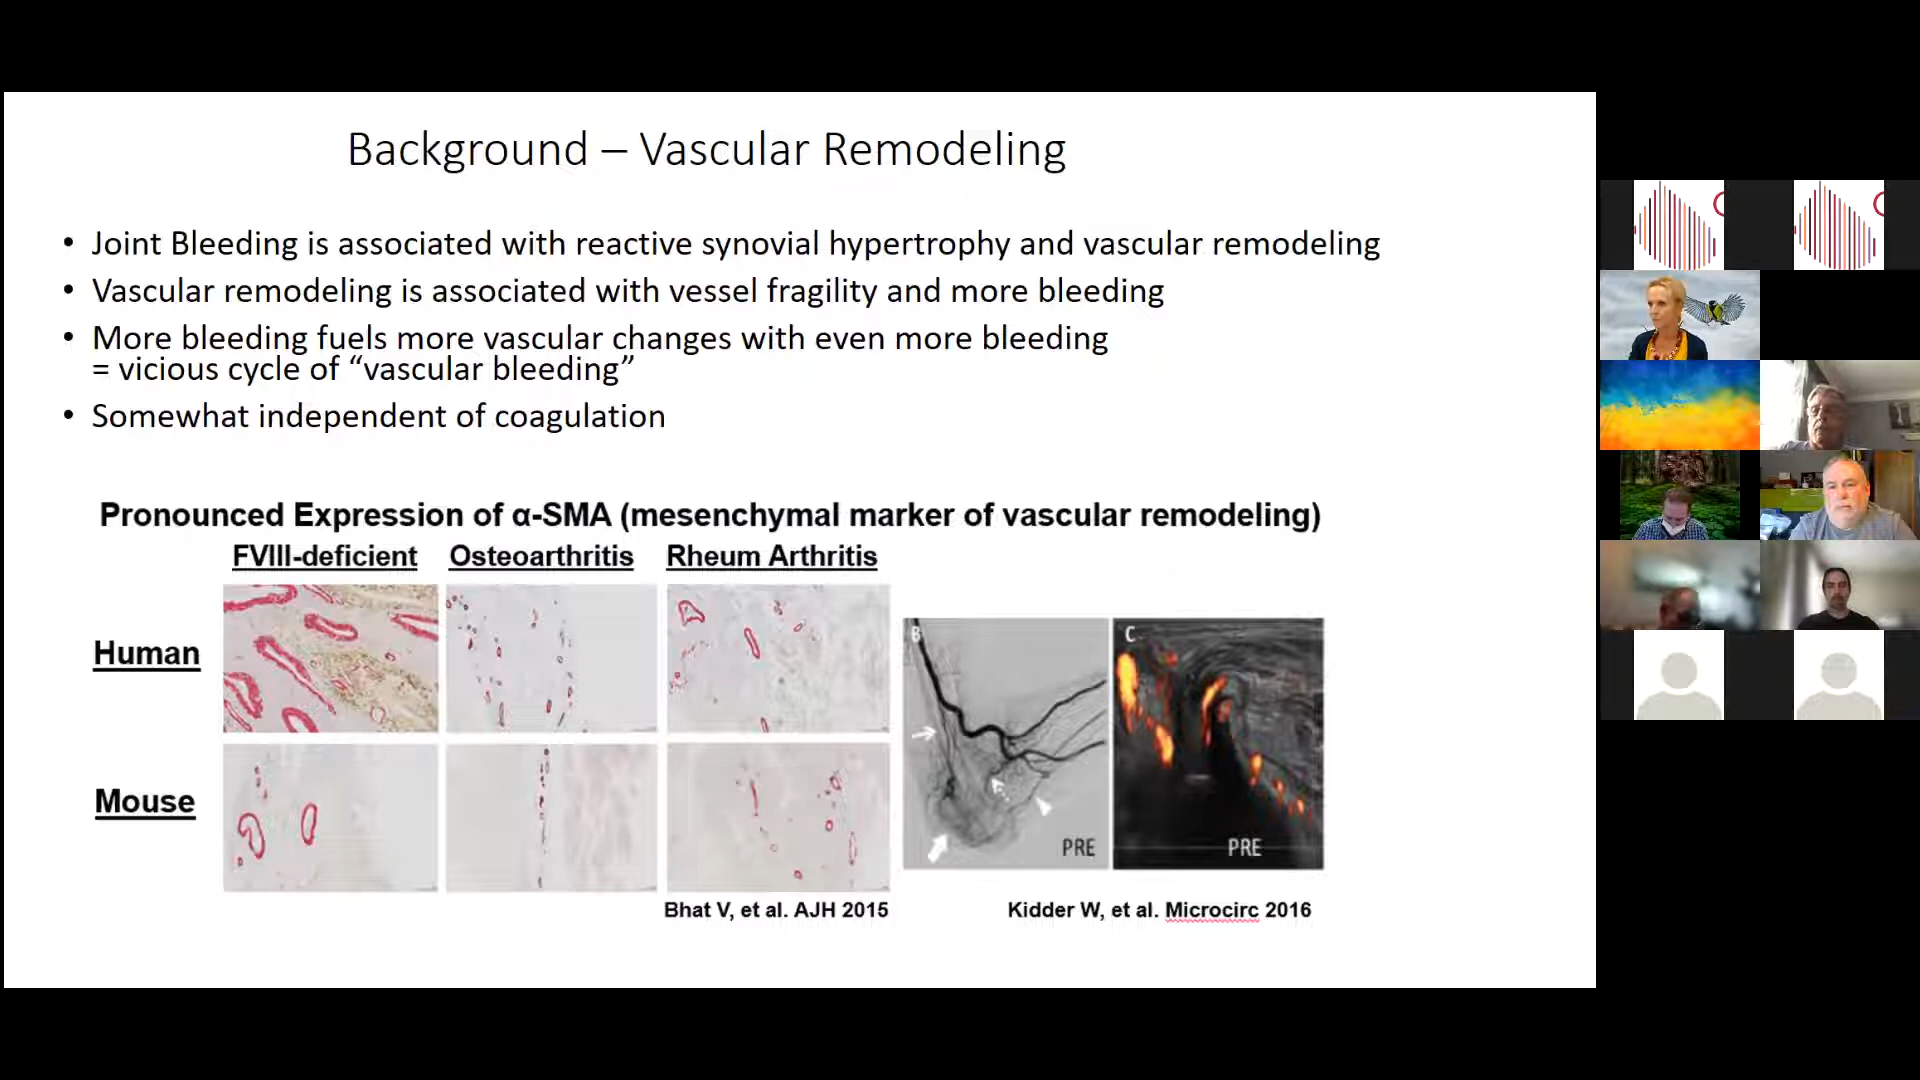 Background – Vascular Remodeling
• Joint Bleeding is associated with reactive synovial hypertrophy and vascular remodeling
• Vascular remodeling is associated with vessel fragility and more bleeding
• More bleeding fuels more vascular changes with even more bleeding
= vicious cycle of “vascular bleeding”
• Somewhat independent of coagulation
Pronounced Expression of α-SMA (mesenchymal marker of vascular remodeling)
FVIII-deficient Osteoarthritis Rheum Arthritis
Human
B C
Mouse
PRE PRE
Bhat V, et al. AJH 2015 Kidder W, et al. Microcirc 2016